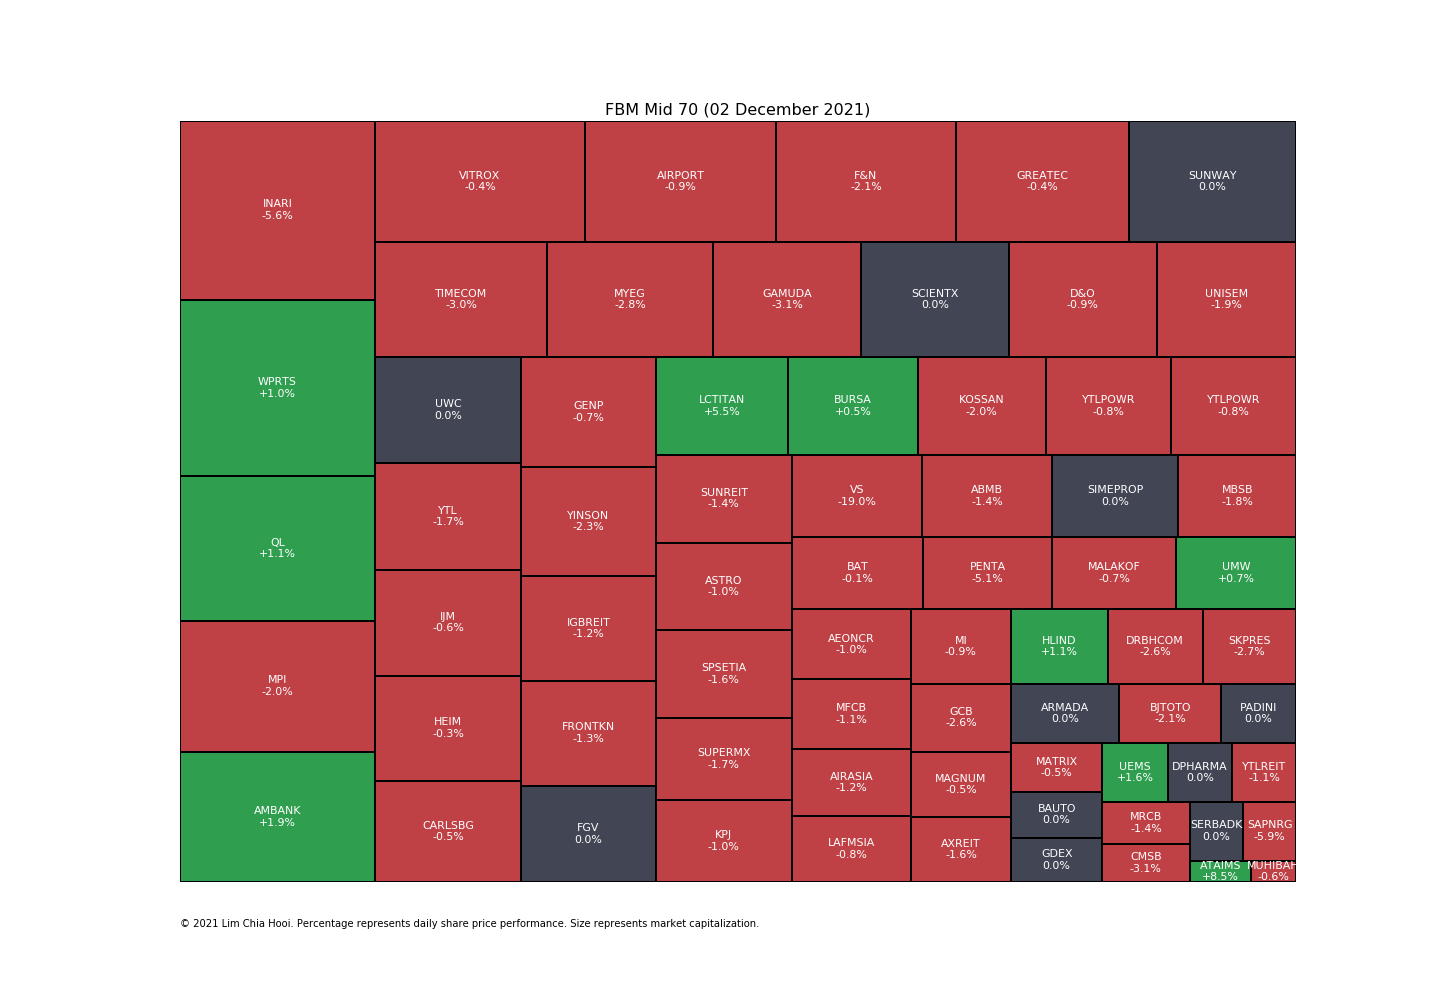 FBM Mid 70 (02 December 2021)
INARI
-5.6%
WPRTS
+1.0%
QL
+1.1%
MPI
-2.0%
AMBANK
+1.9%
VITROX
-0.4%
AIRPORT
-0.9%
F&N
-2.1%
GREATEC
-0.4%
SUNWAY
0.0%
TIMECOM
-3.0%
MYEG
-2.8%
GAMUDA
-3.1%
SCIENTX
0.0%
D&O
-0.9%
UNISEM
-1.9%
UWC
0.0%
YTL
-1.7%
IJM
-0.6%
HEIM
-0.3%
CARLSBG
-0.5%
GENP
-0.7%
YINSON
-2.3%
IGBREIT
-1.2%
FRONTKN
-1.3%
FGV
0.0%
LCTITAN
+5.5%
BURSA
+0.5%
KOSSAN
-2.0%
YTLPOWR
-0.8%
YTLPOWR
-0.8%
SUNREIT
-1.4%
ASTRO
-1.0%
SPSETIA
-1.6%
SUPERMX
-1.7%
KPJ
-1.0%
VS
-19.0%
ABMB
-1.4%
SIMEPROP
0.0%
MBSB
-1.8%
BAT
-0.1%
PENTA
-5.1%
MALAKOF
-0.7%
UMW
+0.7%
AEONCR
-1.0%
MFCB
-1.1%
AIRASIA
-1.2%
LAFMSIA
-0.8%
MI
-0.9%
GCB
-2.6%
MAGNUM
-0.5%
AXREIT
-1.6%
HLIND
+1.1%
DRBHCOM
-2.6%
SKPRES
-2.7%
ARMADA
0.0%
BJTOTO
-2.1%
PADINI
0.0%
MATRIX
-0.5%
BAUTO
0.0%
GDEX
0.0%
UEMS
+1.6%
DPHARMA
0.0%
YTLREIT
-1.1%
MRCB
-1.4%
CMSB
-3.1%
SERBADK
0.0%
SAPNRG
-5.9%
ATAIMS
+8.5%
MUHIBAH
-0.6%
© 2021 Lim Chia Hooi. Percentage represents daily share price performance. Size represents market capitalization.